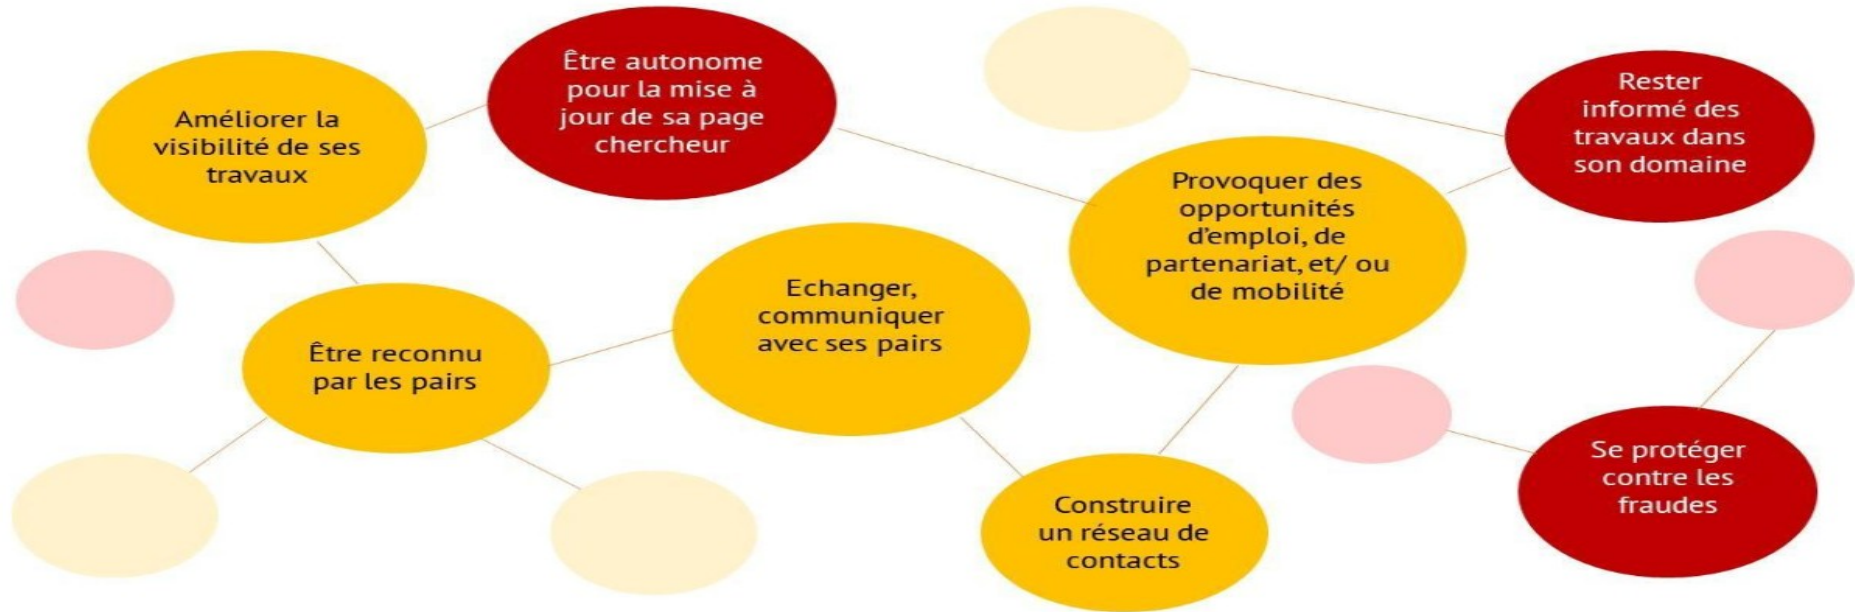 Améliorer la
visibilité de ses
travaux
Être autonome
pour la mise à
jour de sa page
chercheur
Rester
informé des
travaux dans
son domaine
Provoquer des
opportunités
d'emploi, de
partenariat, et/ ou
de mobilité
Echanger,
communiquer
avec ses pairs
Être reconnu
par les pairs
Se protéger
contre les
fraudes
Construire
un réseau de
contacts